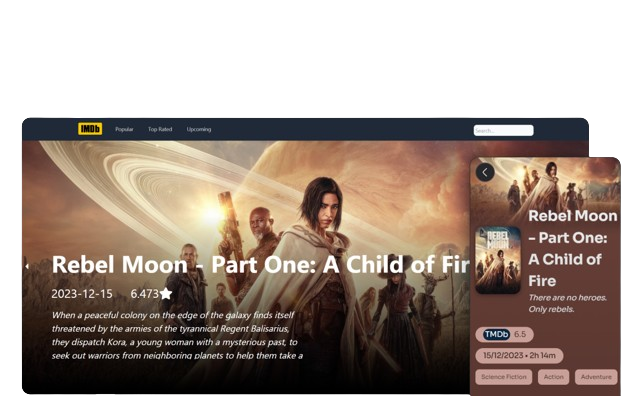 IMDb Popular Top Rated Upcoming Search...
Rebel Moon - Part One: A Child of Fir
2023-12-15 6.473
When a peaceful colony on the edge of the galaxy finds itself
threatened by the armies of the tyrannical Regent Balisarius,
they dispatch Kora, a young woman with a mysterious past, to
seek out warriors from neighboring planets to help them take a
Rebel Moon
- Part One:
A Child of
Fire
There are no heroes.
Only rebels.
REBEL
MOON
TMDb 6.5
15/12/2023 • 2h 14m
Science Fiction Action Adventure